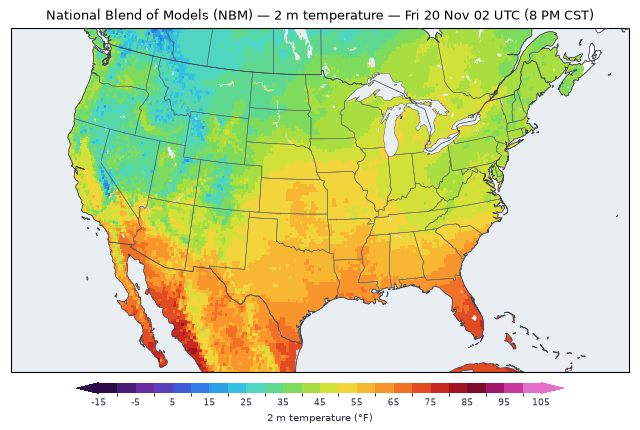 National Blend of Models (NBM) — 2 m temperature — Fri 20 Nov 02 UTC (8 PM CST)
-15 -5 5 15 25 35 45 55 65 75 85 95 105
2 m temperature (°F)